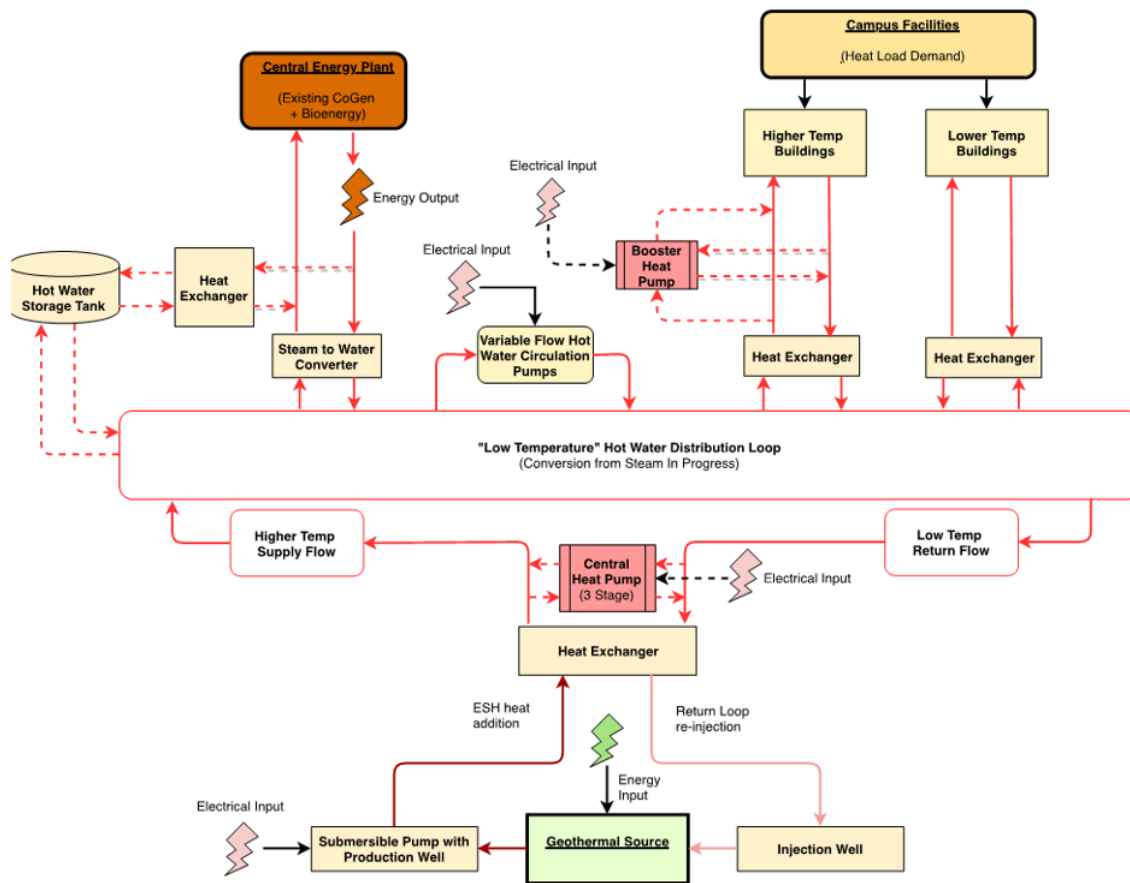 Campus Facilities
(Heat Load Demand)
Central Energy Plant
(Existing CoGen
+ Bioenergy)
Higher Temp
Buildings
Lower Temp
Buildings
Electrical Input
Energy Output
Electrical Input
Booster
Heat
Pump
Hot Water
Storage Tank
Heat
Exchanger
Steam to Water
Converter
Variable Flow Hot
Water Circulation
Pumps
Heat Exchanger
Heat Exchanger
"Low Temperature" Hot Water Distribution Loop
(Conversion from Steam In Progress)
Higher Temp
Supply Flow
Low Temp
Return Flow
Central
Heat Pump
(3 Stage)
Electrical Input
Heat Exchanger
ESH heat
addition
Return Loop
re-injection
Energy
Input
Electrical Input
Submersible Pump with
Production Well
Geothermal Source
Injection Well